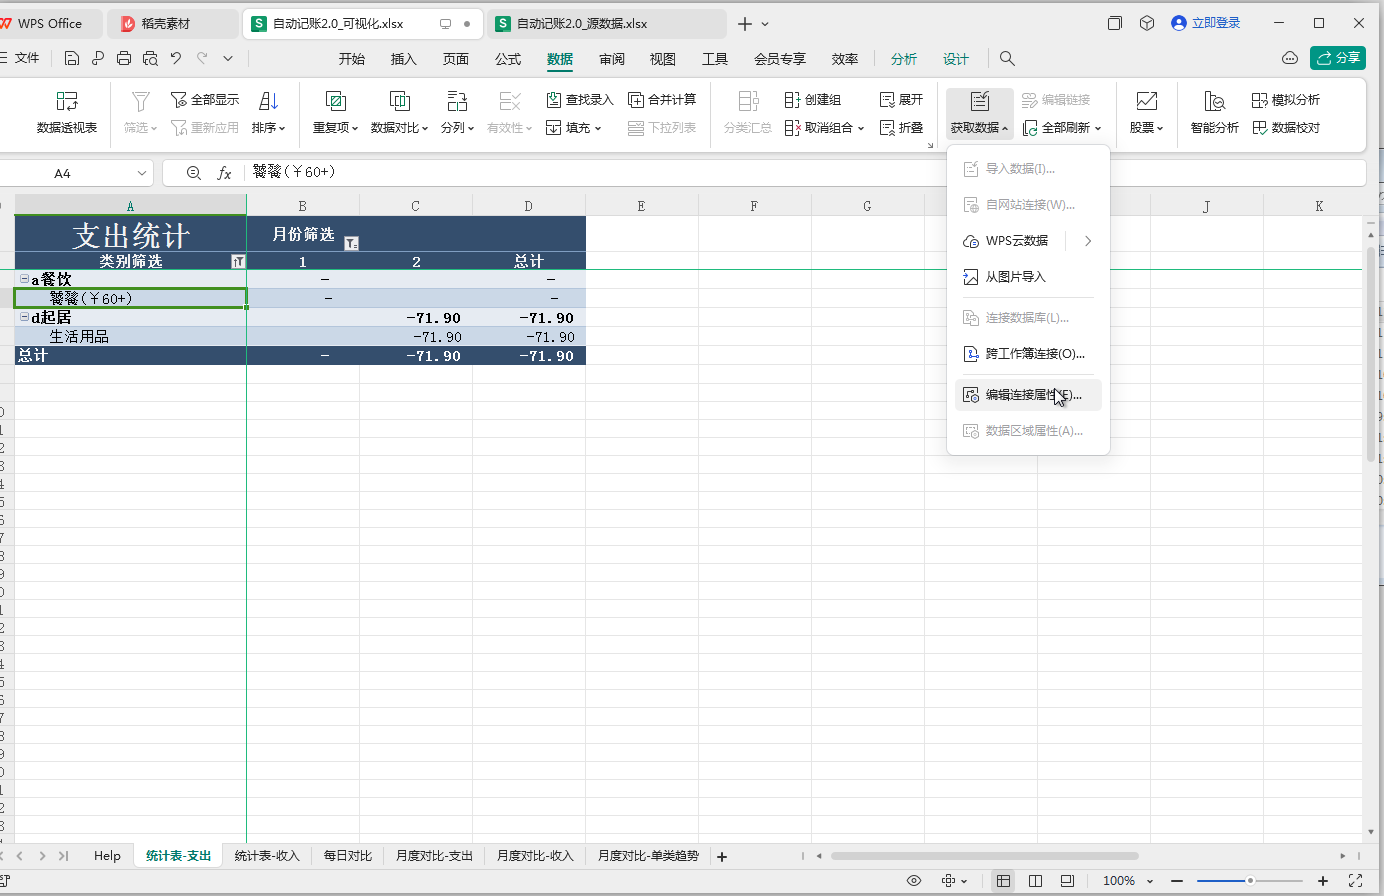 WPS Office 稻壳素材 自动记账2.0_可视化.xlsx 自动记账2.0_源数据.xlsx 立即登录
文件 开始 插入 页面 公式 数据 审阅 视图 工具 会员专享 效率 分析 设计 分享
全部显示 查找录入 合并计算 创建组 展开 编辑链接 模拟分析
数据透视表 筛选 重新应用 排序 重复项 数据对比 分列 有效性 填充 下拉列表 分类汇总 取消组合 折叠 获取数据 全部刷新 股票 智能分析 数据校对
A4 fx 饕餮(￥60+)
导入数据(I)...
自网站连接(W)...
WPS云数据
从图片导入
连接数据库(L)...
跨工作簿连接(O)...
编辑连接属性(E)...
数据区域属性(A)...
A B C D E F G J K
支出统计 月份筛选
类别筛选 1 2 总计
a餐饮 - -
饕餮(￥60+) - -
d起居 -71.90 -71.90
生活用品 -71.90 -71.90
总计 - -71.90 -71.90
Help 统计表-支出 统计表-收入 每日对比 月度对比-支出 月度对比-收入 月度对比-单类趋势
100%